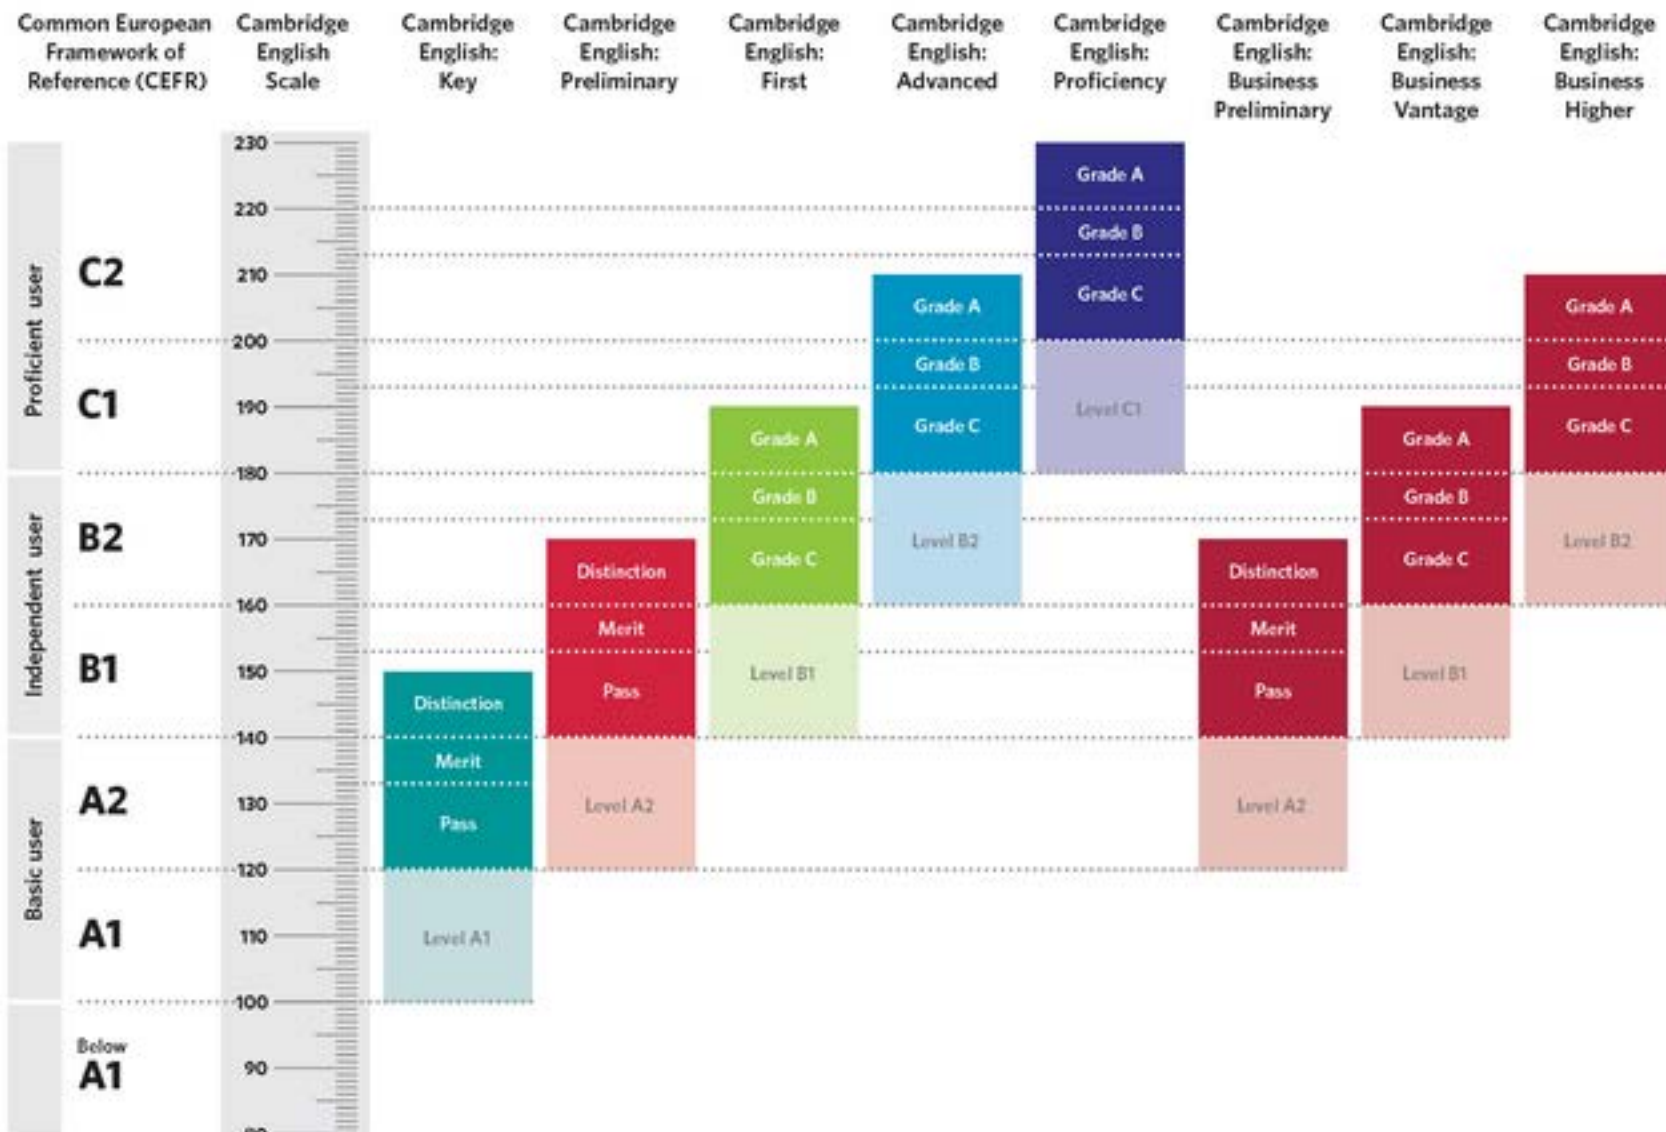 Common European
Framework of
Reference (CEFR)
Cambridge
English
Scale
Cambridge
English:
Key
Cambridge
English:
Preliminary
Cambridge
English:
First
Cambridge
English:
Advanced
Cambridge
English:
Proficiency
Cambridge
English:
Business
Preliminary
Cambridge
English:
Business
Vantage
Cambridge
English:
Business
Higher
Proficient user
Independent user
Basic user
C2
C1
B2
B1
A2
A1
Below
A1
230
220
210
200
190
180
170
160
150
140
130
120
110
100
90
Distinction
Merit
Pass
Level A1
Distinction
Merit
Pass
Level A2
Grade A
Grade B
Grade C
Level B1
Grade A
Grade B
Grade C
Level B2
Grade A
Grade B
Grade C
Level C1
Distinction
Merit
Pass
Level A2
Grade A
Grade B
Grade C
Level B1
Grade A
Grade B
Grade C
Level B2